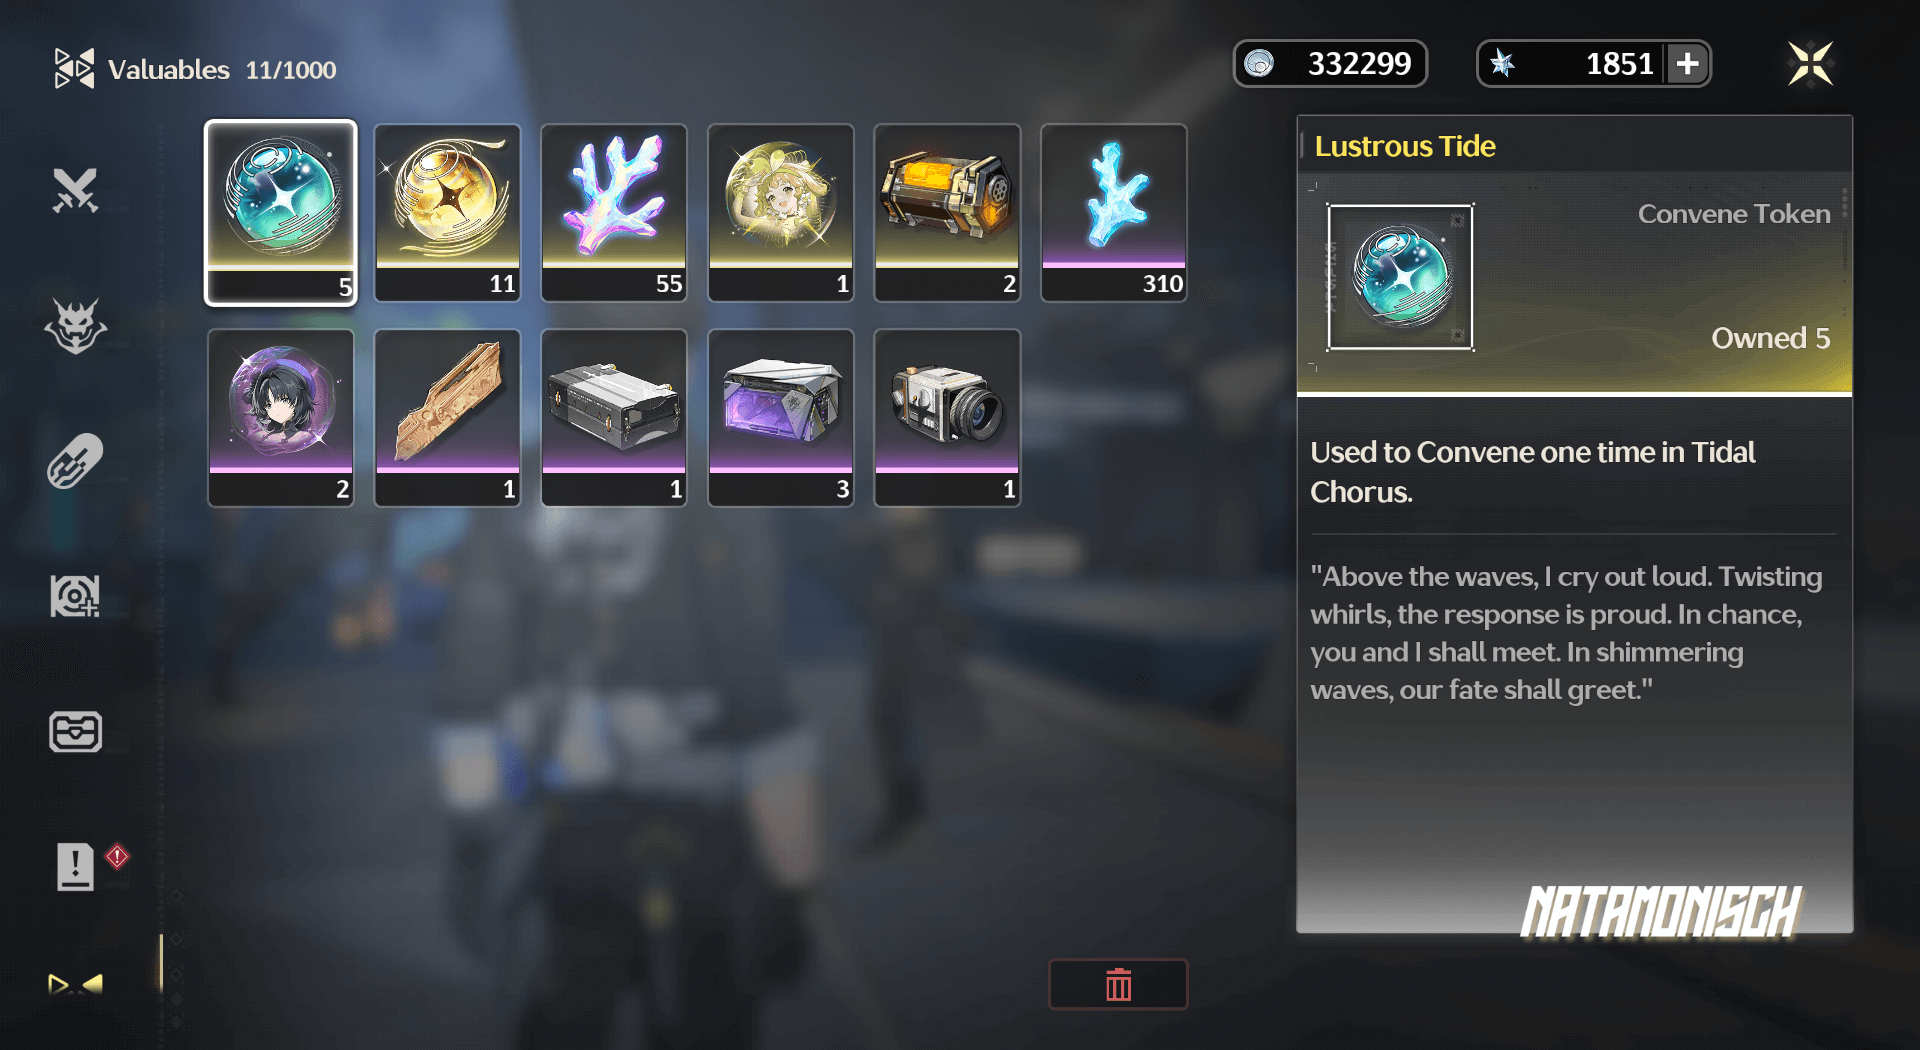 Valuables 11/1000
332299
1851
5
11
55
1
2
310
2
1
1
3
1
Lustrous Tide
Convene Token
Owned 5
Used to Convene one time in Tidal
Chorus.
"Above the waves, I cry out loud. Twisting
whirls, the response is proud. In chance,
you and I shall meet. In shimmering
waves, our fate shall greet."
NATAMONISCH